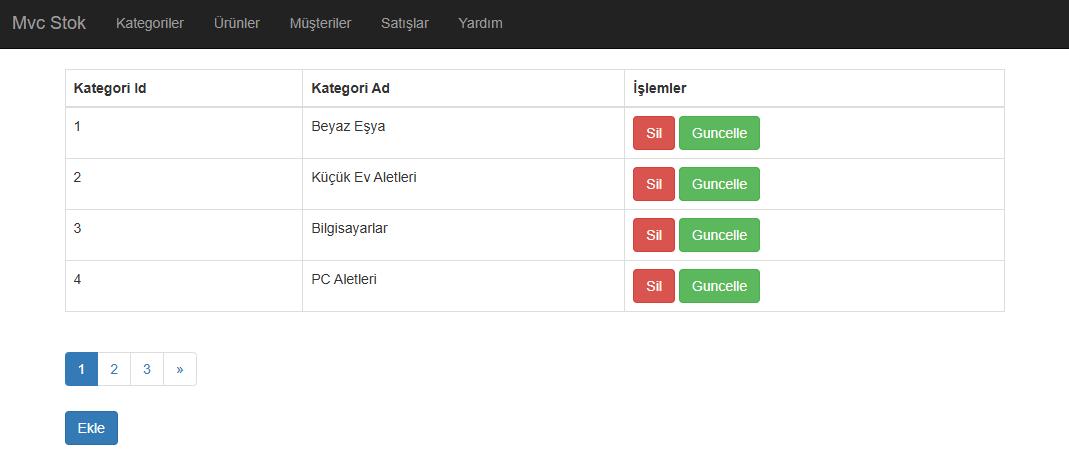 Mvc Stok Kategoriler Ürünler Müşteriler Satışlar Yardım
Kategori Id Kategori Ad İşlemler
1 Beyaz Eşya Sil Guncelle
2 Küçük Ev Aletleri Sil Guncelle
3 Bilgisayarlar Sil Guncelle
4 PC Aletleri Sil Guncelle
1 2 3 »
Ekle